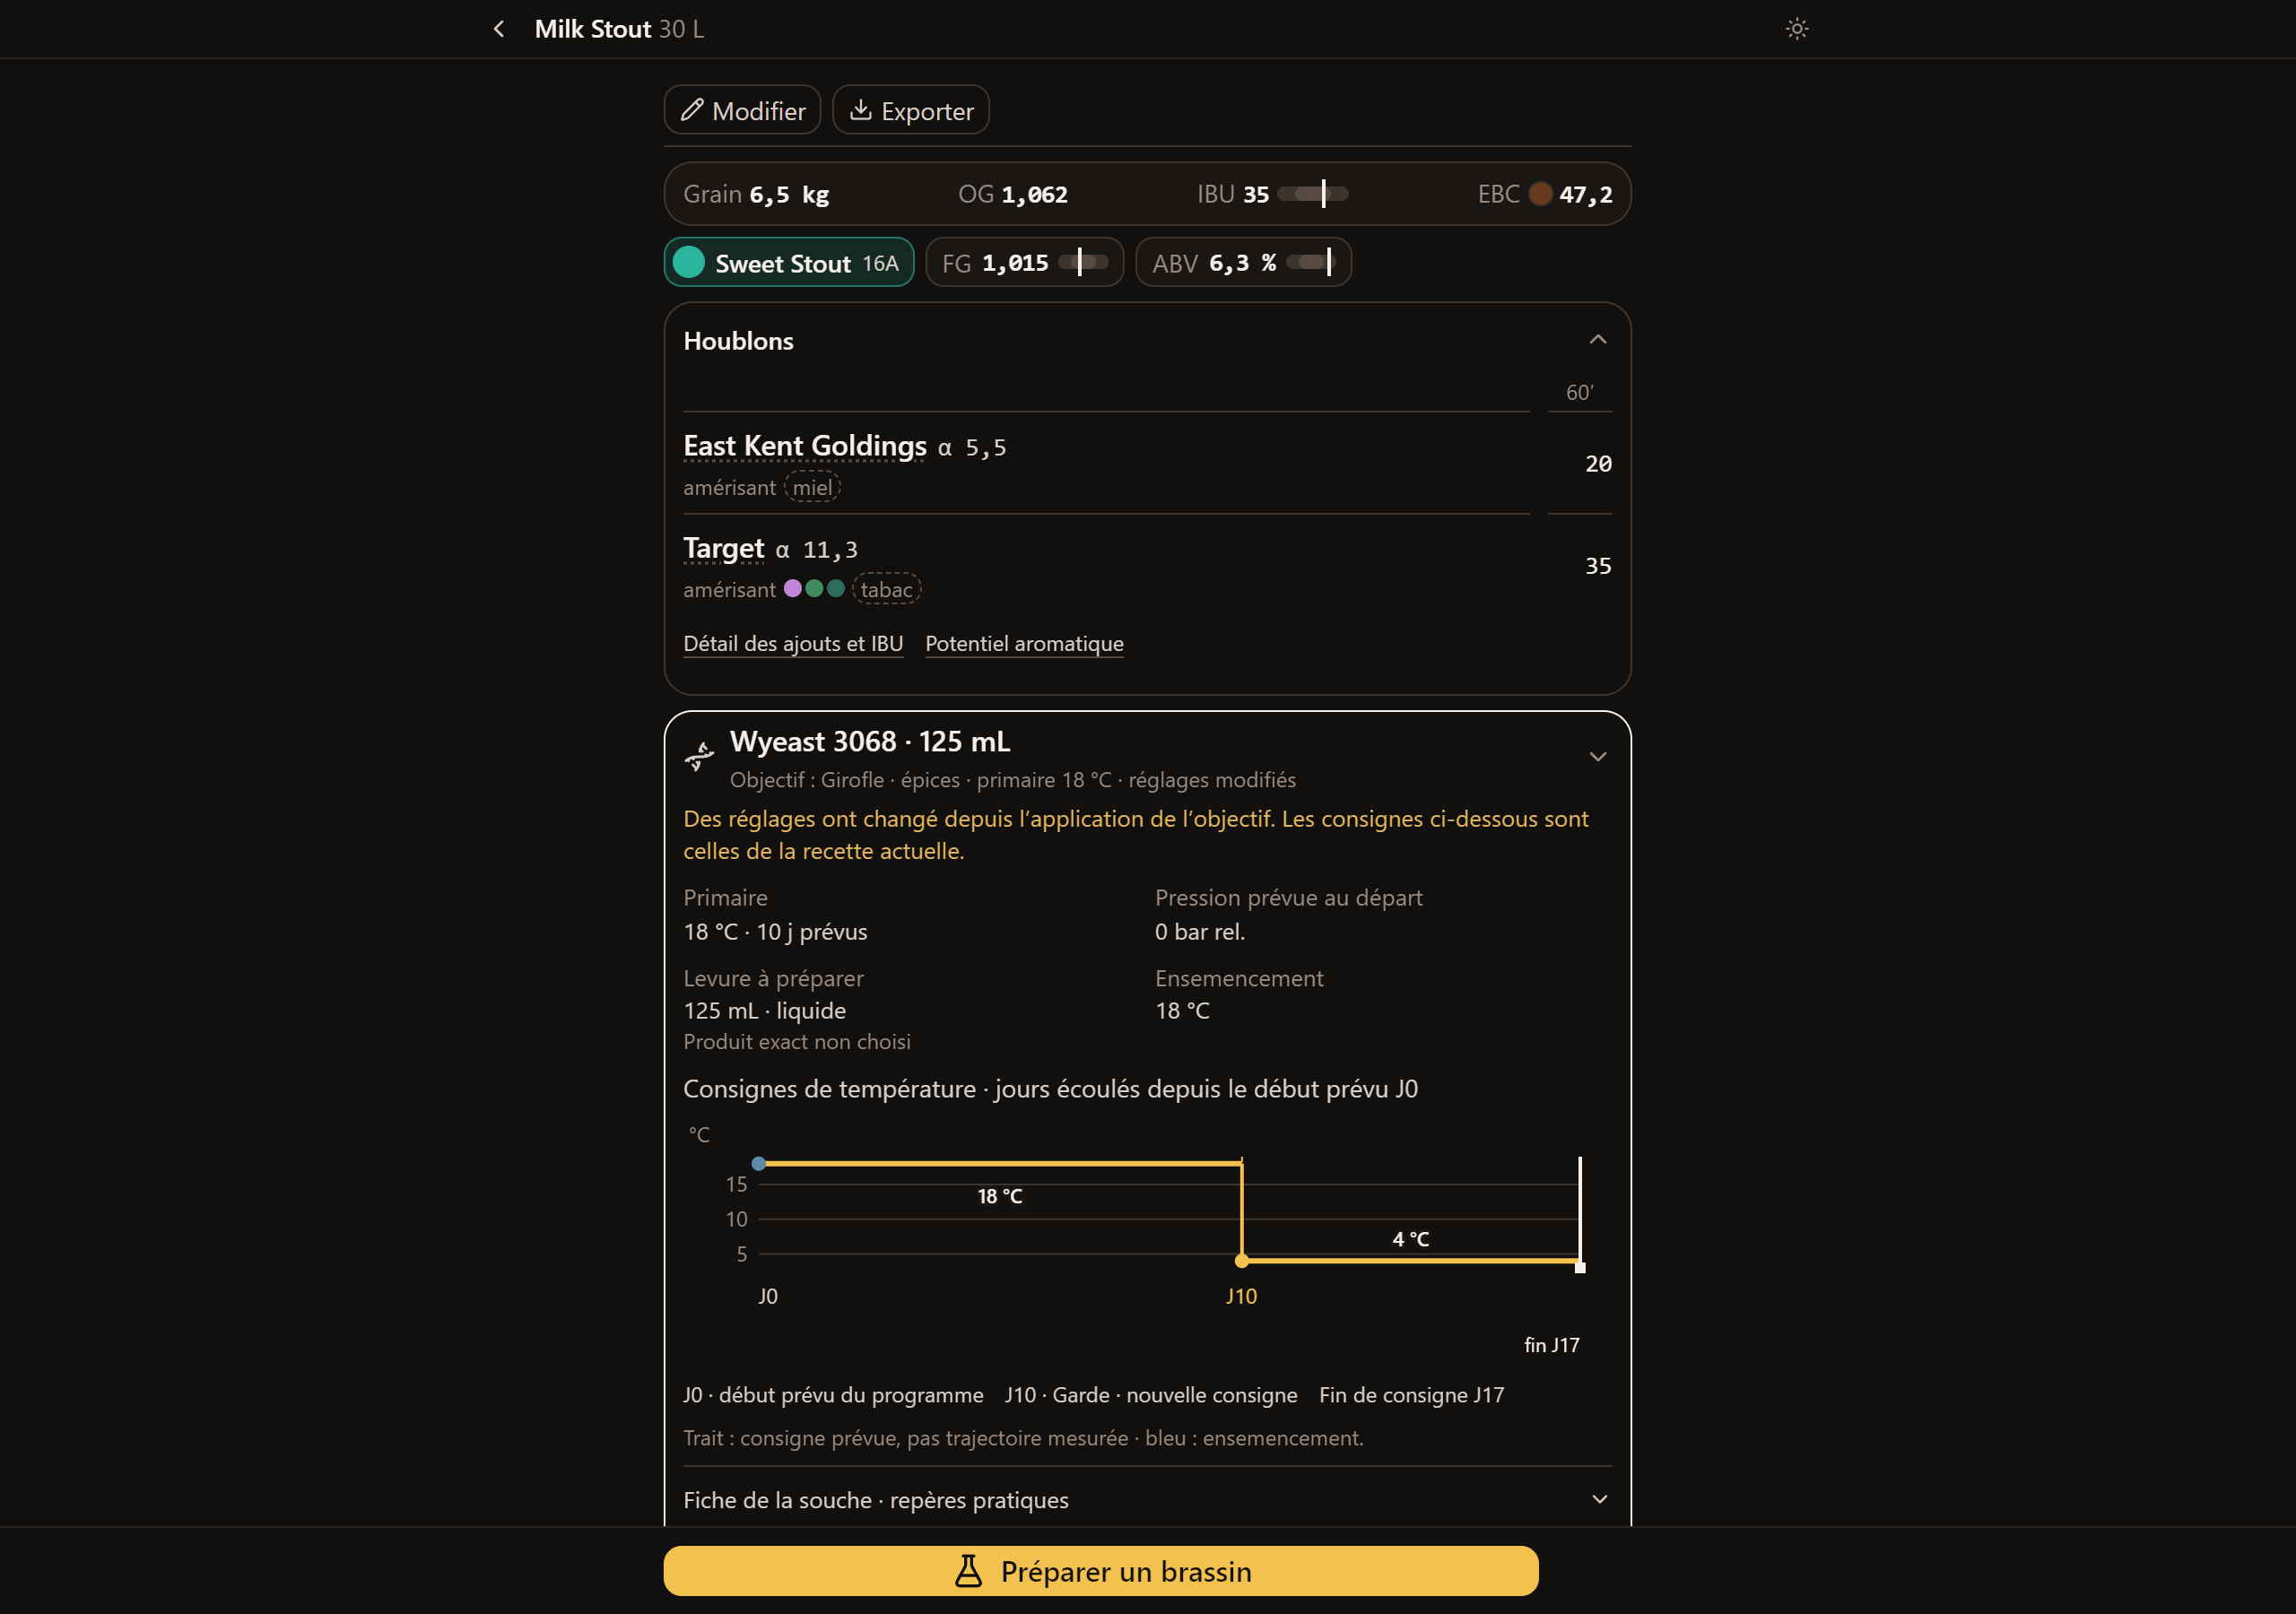 Milk Stout 30 L
Modifier
Exporter
Grain 6,5 kg
OG 1,062
IBU 35
EBC 47,2
Sweet Stout 16A
FG 1,015
ABV 6,3 %
Houblons
60′
East Kent Goldings α 5,5
20
amérisant miel
Target α 11,3
35
amérisant tabac
Détail des ajouts et IBU
Potentiel aromatique
Wyeast 3068 · 125 mL
Objectif : Girofle · épices · primaire 18 °C · réglages modifiés
Des réglages ont changé depuis l’application de l’objectif. Les consignes ci-dessous sont
celles de la recette actuelle.
Primaire
18 °C · 10 j prévus
Pression prévue au départ
0 bar rel.
Levure à préparer
125 mL · liquide
Produit exact non choisi
Ensemencement
18 °C
Consignes de température · jours écoulés depuis le début prévu J0
°C
15
18 °C
10
4 °C
5
J0
J10
fin J17
J0 · début prévu du programme
J10 · Garde · nouvelle consigne
Fin de consigne J17
Trait : consigne prévue, pas trajectoire mesurée · bleu : ensemencement.
Fiche de la souche · repères pratiques
Préparer un brassin